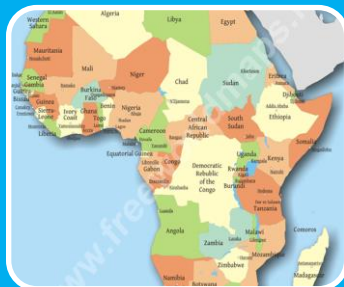 Western
Sahara
Algeria
Libya
Egypt
Mauritania
Mali
Niger
Chad
Sudan
Eritrea
Senegal
Gambia
Burkina
Faso
Djibouti
Guinea
Sierra
Leone
Ivory
Coast
Ghana
Togo
Nigeria
Ethiopia
Liberia
Cameroon
Central
African
Republic
South
Sudan
Somalia
Equatorial Guinea
Gabon
Congo
Democratic
Republic
of the
Congo
Uganda
Kenya
Rwanda
Burundi
Tanzania
Angola
Zambia
Malawi
Comoros
Mozambique
Zimbabwe
Madagascar
Namibia
Botswana